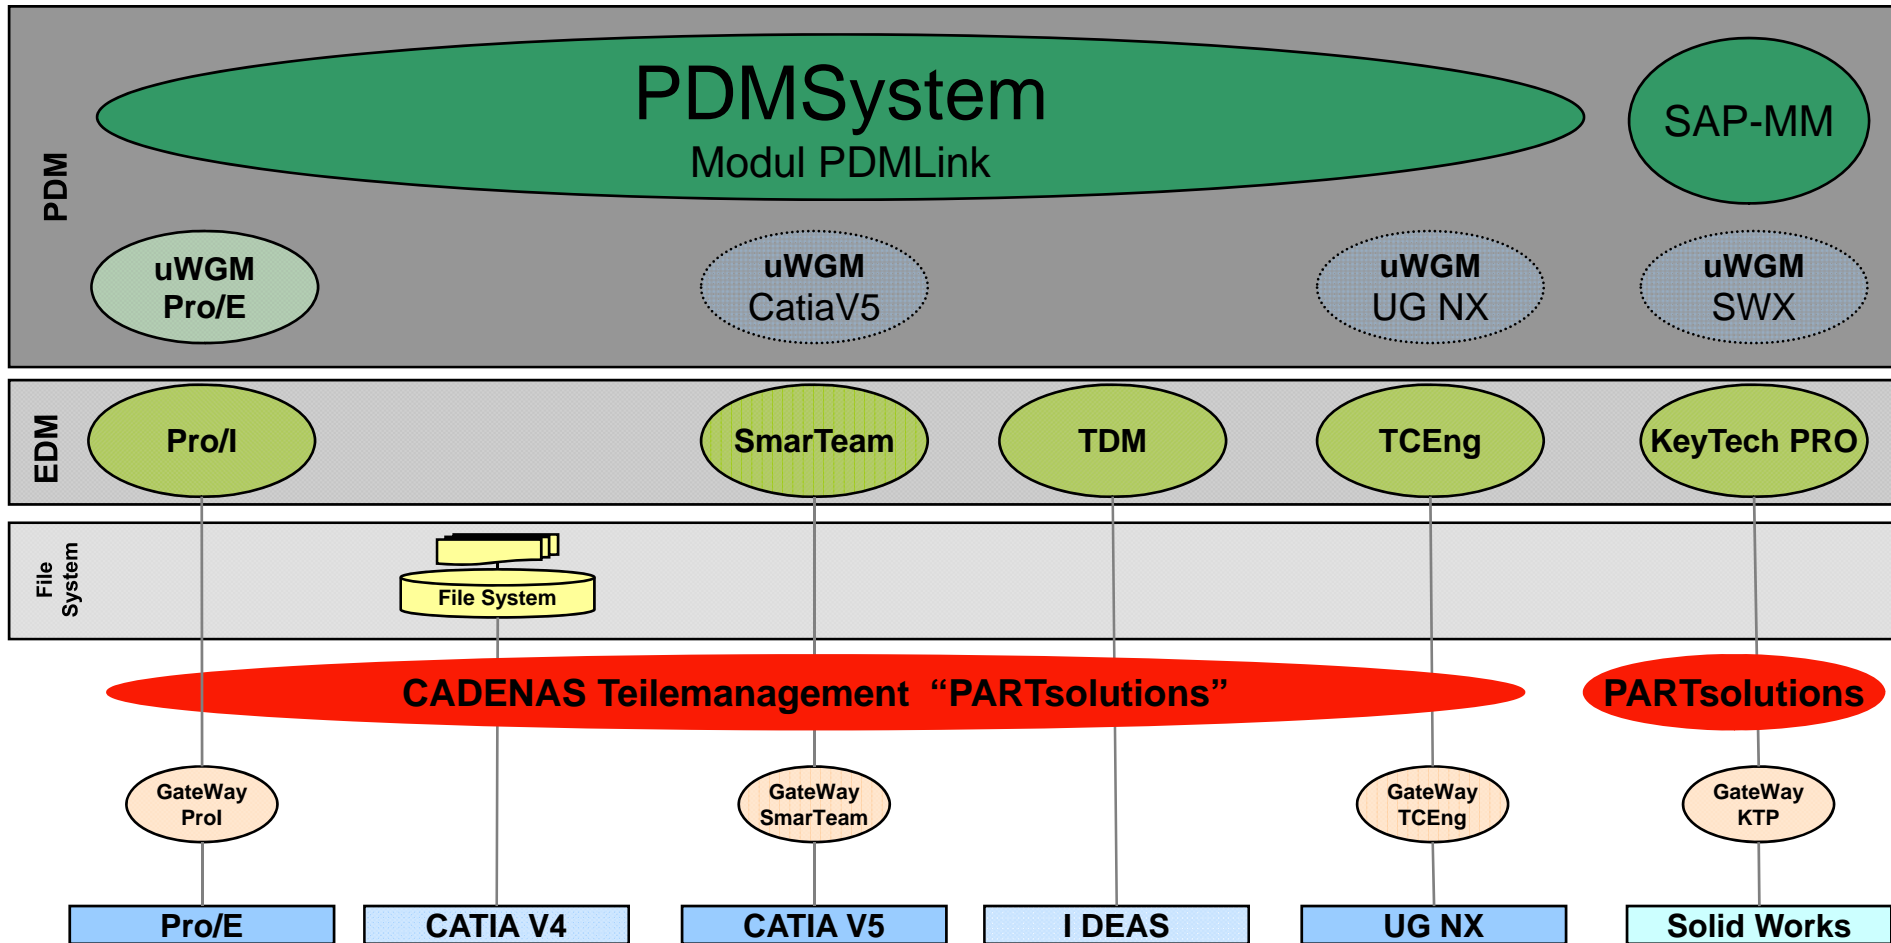 PDM
PDMSystem
Modul PDMLink
SAP-MM
uWGM
Pro/E
uWGM
CatiaV5
uWGM
UG NX
uWGM
SWX
EDM
Pro/I
SmarTeam
TDM
TCEng
KeyTech PRO
File
System
File System
CADENAS Teilemanagement “PARTsolutions”
PARTsolutions
GateWay
ProI
GateWay
SmarTeam
GateWay
TCEng
GateWay
KTP
Pro/E
CATIA V4
CATIA V5
I DEAS
UG NX
Solid Works